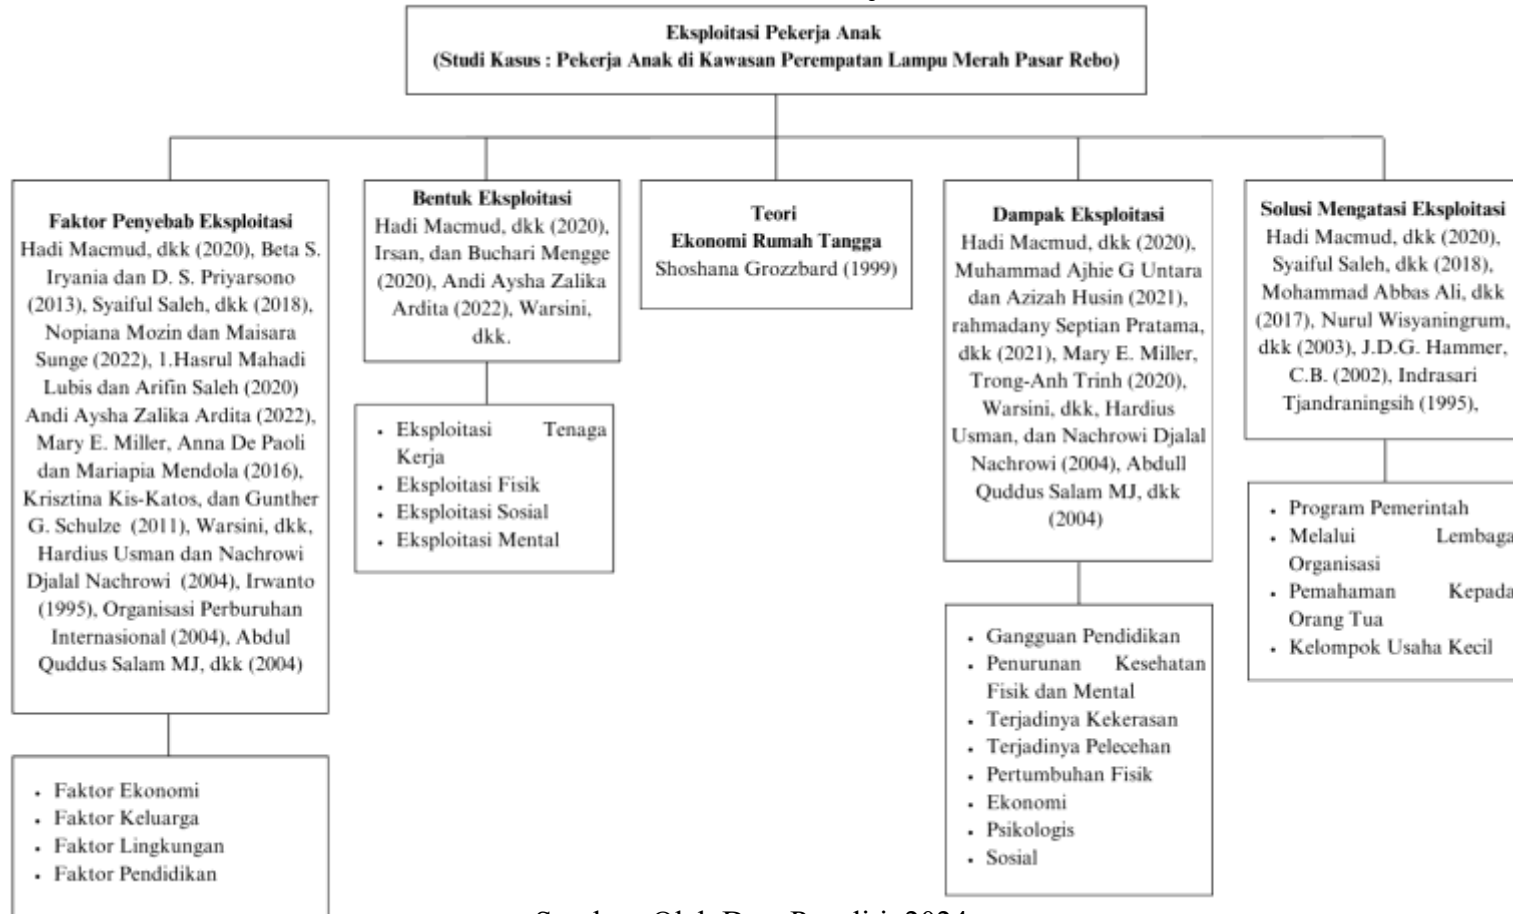 Eksploitasi Pekerja Anak
(Studi Kasus : Pekerja Anak di Kawasan Perempatan Lampu Merah Pasar Rebo)
Faktor Penyebab Eksploitasi
Hadi Macmud, dkk (2020), Beta S.
Iryania dan D. S. Priyarsono
(2013), Syaiful Saleh, dkk (2018),
Nopiana Mozin dan Maisara
Sunge (2022), 1.Hasrul Mahadi
Lubis dan Arifin Saleh (2020)
Andi Aysha Zalika Ardita (2022),
Mary E. Miller, Anna De Paoli
dan Mariapia Mendola (2016),
Krisztina Kis-Katos, dan Gunther
G. Schulze (2011), Warsini, dkk,
Hardius Usman dan Nachrowi
Djalal Nachrowi (2004), Irwanto
(1995), Organisasi Perburuhan
Internasional (2004), Abdul
Quddus Salam MJ, dkk (2004)
• Faktor Ekonomi
• Faktor Keluarga
• Faktor Lingkungan
• Faktor Pendidikan
Bentuk Eksploitasi
Hadi Macmud, dkk (2020),
Irsan, dan Buchari Mengge
(2020), Andi Aysha Zalika
Ardita (2022), Warsini,
dkk.
• Eksploitasi Tenaga
Kerja
• Eksploitasi Fisik
• Eksploitasi Sosial
• Eksploitasi Mental
Teori
Ekonomi Rumah Tangga
Shoshana Grozzbard (1999)
Dampak Eksploitasi
Hadi Macmud, dkk (2020),
Muhammad Ajhie G Untara
dan Azizah Husin (2021),
rahmadany Septian Pratama,
dkk (2021), Mary E. Miller,
Trong-Anh Trinh (2020),
Warsini, dkk, Hardius
Usman, dan Nachrowi Djalal
Nachrowi (2004), Abdull
Quddus Salam MJ, dkk
(2004)
• Gangguan Pendidikan
• Penurunan Kesehatan
Fisik dan Mental
• Terjadinya Kekerasan
• Terjadinya Pelecehan
• Pertumbuhan Fisik
• Ekonomi
• Psikologis
• Sosial
Solusi Mengatasi Eksploitasi
Hadi Macmud, dkk (2020),
Syaiful Saleh, dkk (2018),
Mohammad Abbas Ali, dkk
(2017), Nurul Wisyaningrum,
dkk (2003), J.D.G. Hammer,
C.B. (2002), Indrasari
Tjandraningsih (1995),
• Program Pemerintah
• Melalui Lembaga
Organisasi
• Pemahaman Kepada
Orang Tua
• Kelompok Usaha Kecil